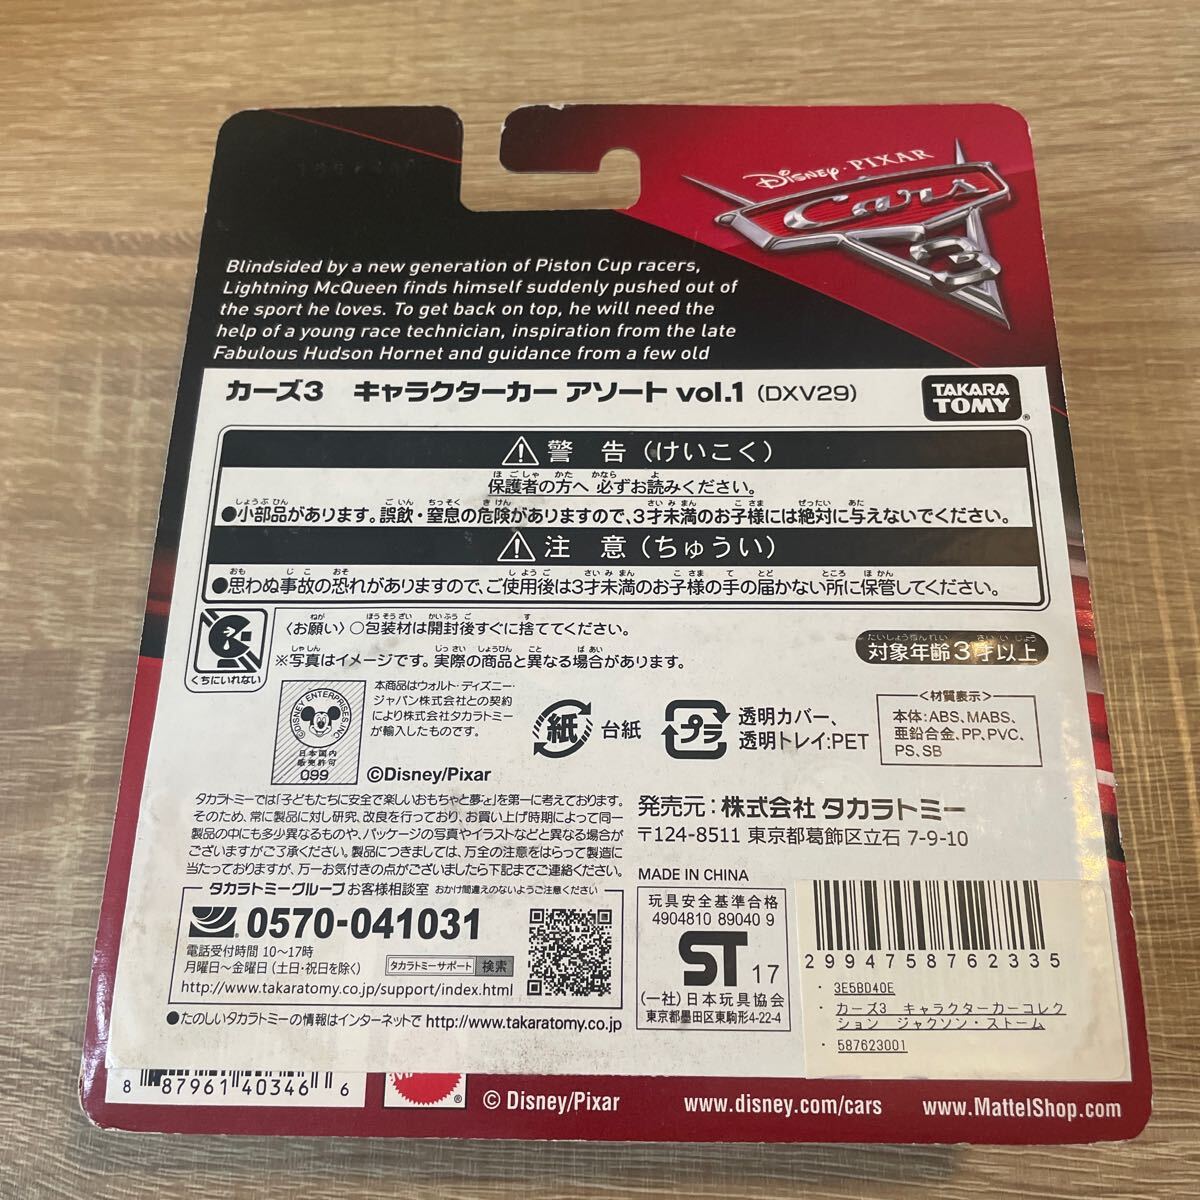 DISNEY · PIXAR
Cars
3
Blindsided by a new generation of Piston Cup racers,
Lightning McQueen finds himself suddenly pushed out of
the sport he loves. To get back on top, he will need the
help of a young race technician, inspiration from the late
Fabulous Hudson Hornet and guidance from a few old
カーズ3 キャラクターカー アソート vol.1 (DXV29)
TAKARA
TOMY
®
警 告 (けいこく)
保護者の方へ 必ずお読みください。
●小部品があります。誤飲・窒息の危険がありますので、3才未満のお子様には絶対に与えないでください。
注 意 (ちゅうい)
●思わぬ事故の恐れがありますので、ご使用後は3才未満のお子様の手の届かない所に保管してください。
くちにいれない
〈お願い〉○包装材は開封後すぐに捨ててください。
※写真はイメージです。実際の商品と異なる場合があります。
対象年齢3才以上
©DISNEY ENTERPRISES INC.
日本国内
販売許可
099
本商品はウォルト・ディズニー・
ジャパン株式会社との契約
により株式会社タカラトミー
が輸入したものです。
©Disney/Pixar
紙
台紙
プラ
透明カバー、
透明トレイ:PET
<材質表示>
本体:ABS、MABS、
亜鉛合金、PP、PVC、
PS、SB
タカラトミーでは「子どもたちに安全で楽しいおもちゃと夢を」を第一に考えております。
そのため、常に製品に対し研究、改良を行っており、お買い上げ時期によって同一
製品の中にも多少異なるものや、パッケージの写真やイラストなどと異なる場合が
ございますがご了承ください。製品につきましては、万全の注意をはらって製造に
当たっておりますが、万一お気付きの点がございましたら下記までご連絡ください。
発売元:株式会社 タカラトミー
〒124-8511 東京都葛飾区立石 7-9-10
MADE IN CHINA
タカラトミーグループ お客様相談室 おかけ間違えのないようご注意ください
0570-041031
電話受付時間 10〜17時
月曜日〜金曜日(土・日・祝日を除く)
タカラトミーサポート 検索
http://www.takaratomy.co.jp/support/index.html
●たのしいタカラトミーの情報はインターネットで http://www.takaratomy.co.jp
玩具安全基準合格
4904810 89040 9
ST 17
(一社)日本玩具協会
東京都墨田区東駒形4-22-4
2994758762335
・ 3E5BD40E
・ カーズ3 キャラクターカーコレク
ション ジャクソン・ストーム
・ 587623001
8 87961 40346 6
®
© Disney/Pixar
www.disney.com/cars
www.MattelShop.com